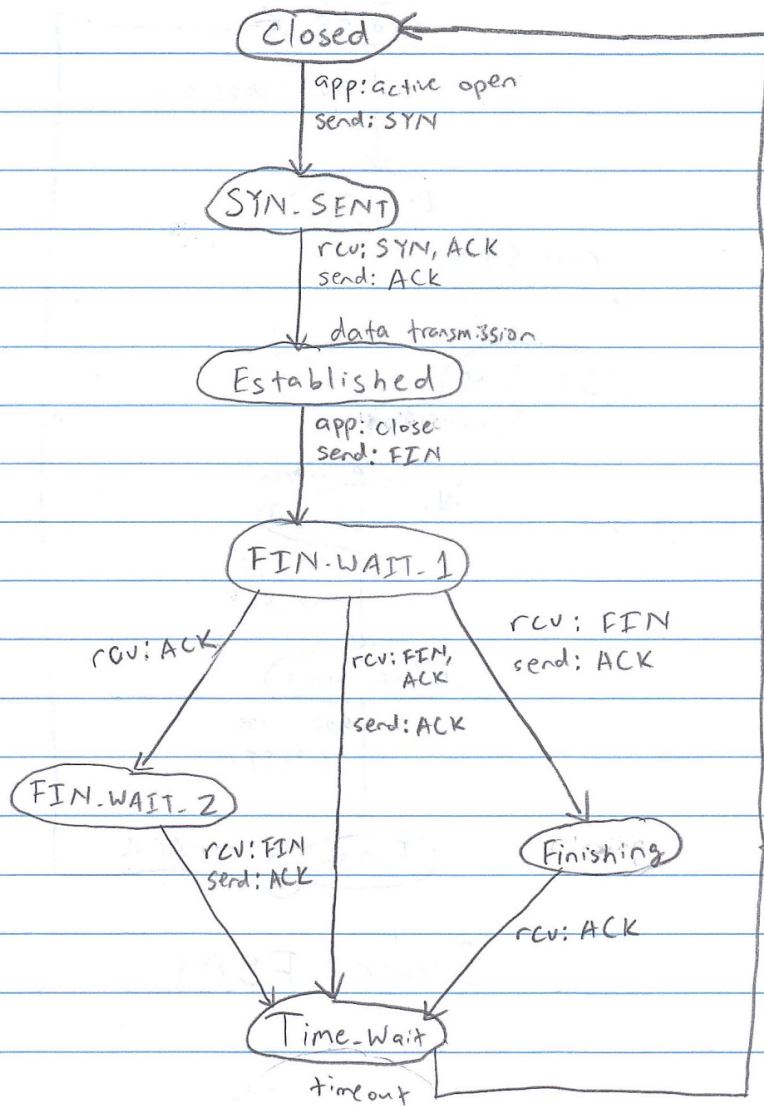 Closed
app: active open
send: SYN
SYN_SENT
rcv: SYN, ACK
send: ACK
data transmission
Established
app: close
send: FIN
FIN_WAIT_1
rcv: ACK
rcv: FIN,
ACK
send: ACK
rcv: FIN
send: ACK
FIN_WAIT_2
rcv: FIN
send: ACK
Finishing
rcv: ACK
Time_Wait
timeout